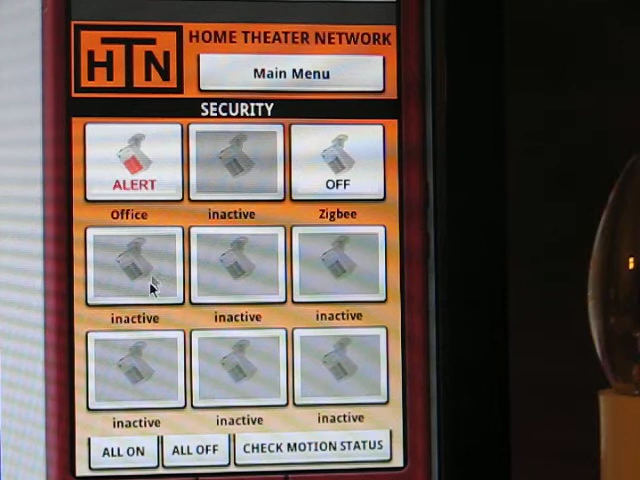 HTN
HOME THEATER NETWORK
Main Menu
SECURITY
ALERT
OFF
Office
inactive
Zigbee
inactive
inactive
inactive
inactive
inactive
inactive
ALL ON
ALL OFF
CHECK MOTION STATUS